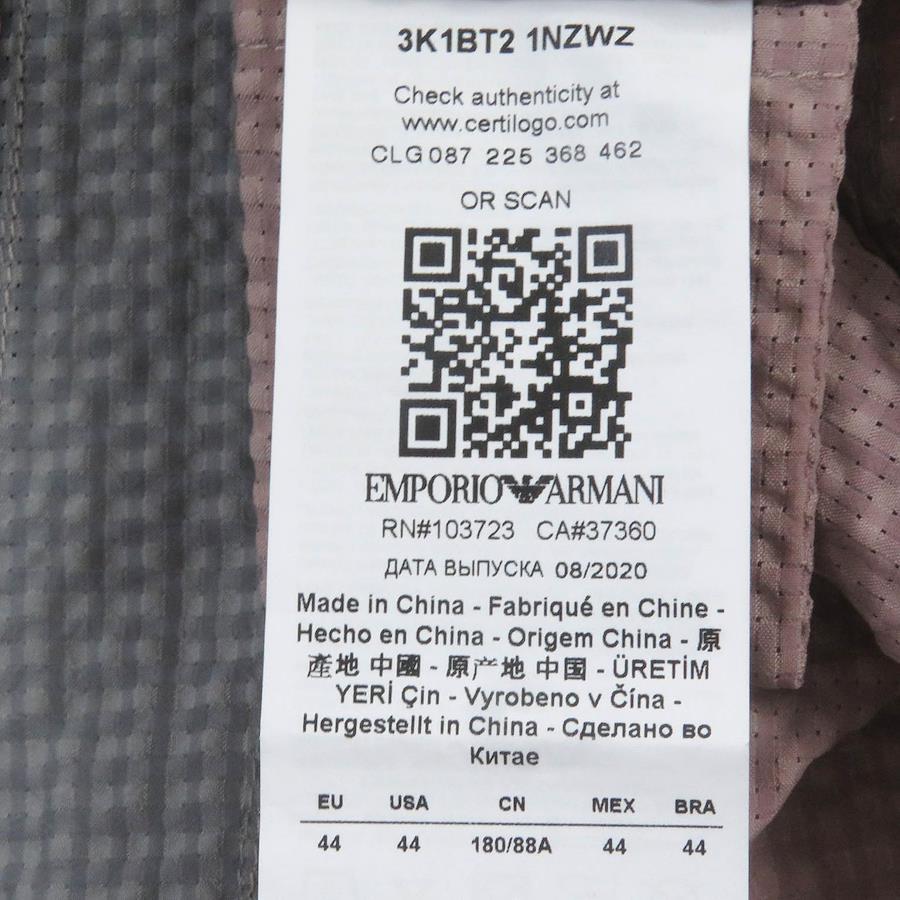 3K1BT2 1NZWZ
Check authenticity at
www.certilogo.com
CLG087 225 368 462
OR SCAN
EMPORIO ARMANI
RN#103723 CA#37360
ДАТА ВЫПУСКА 08/2020
Made in China - Fabriqué en Chine -
Hecho en China - Origem China - 原
產地 中國 - 原产地 中国 - ÜRETİM
YERİ Çin - Vyrobeno v Čína -
Hergestellt in China - Сделано во
Китае
EU USA CN MEX BRA
44 44 180/88A 44 44